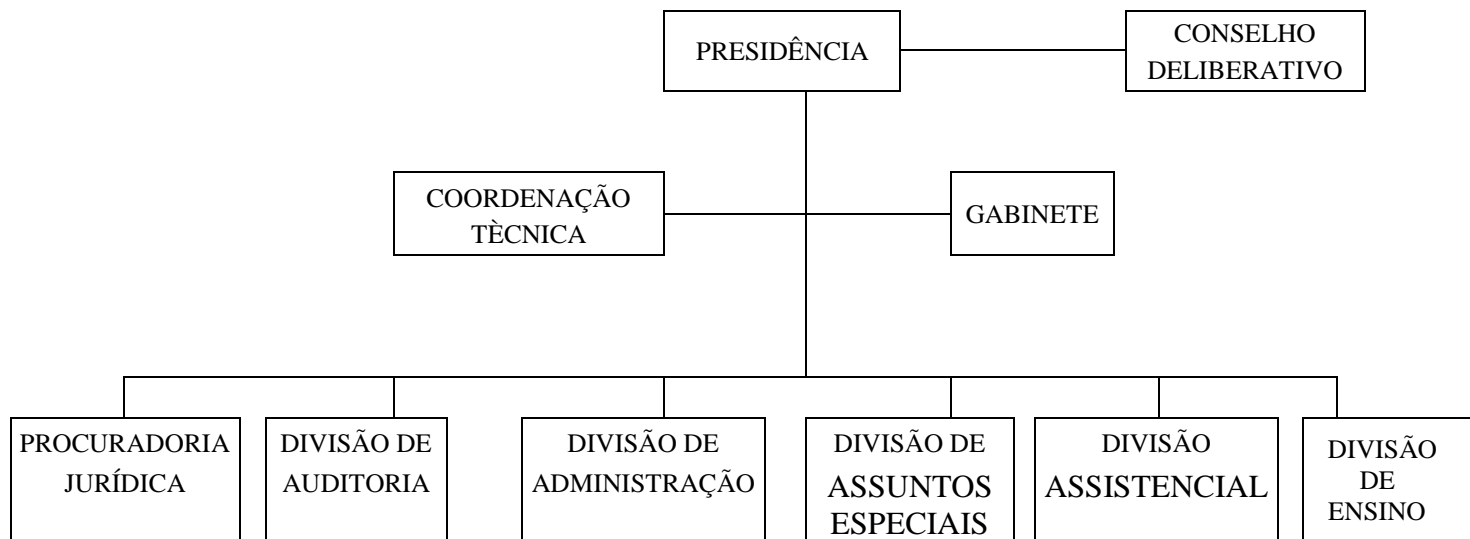 PRESIDÊNCIA
CONSELHO
DELIBERATIVO
COORDENAÇÃO
TÈCNICA
GABINETE
PROCURADORIA
JURÍDICA
DIVISÃO DE
AUDITORIA
DIVISÃO DE
ADMINISTRAÇÃO
DIVISÃO DE
ASSUNTOS
ESPECIAIS
DIVISÃO
ASSISTENCIAL
DIVISÃO
DE
ENSINO